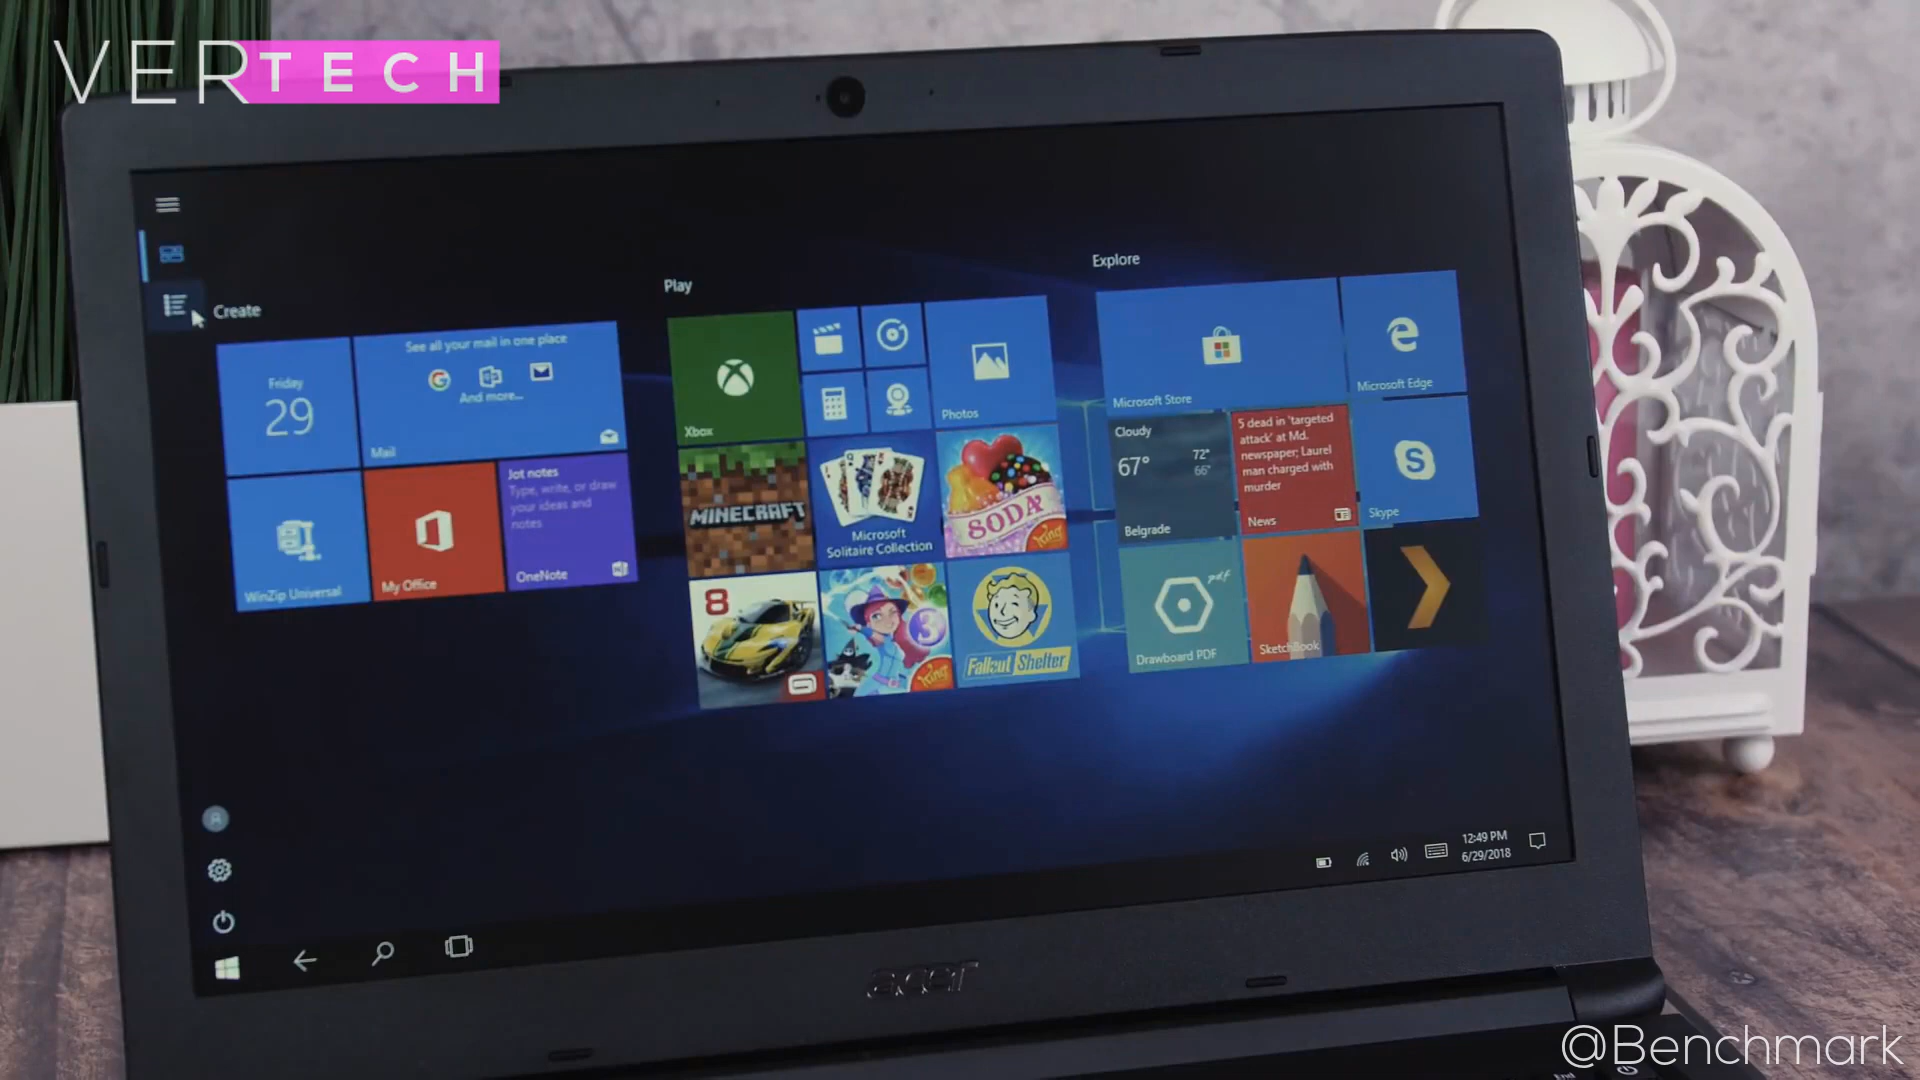 VERTECH
Create
Friday
29
See all your mail in one place
And more...
Mail
WinZip Universal
My Office
Jot notes
Type, write, or draw
your ideas and
notes
OneNote
Play
Xbox
Photos
MINECRAFT
Microsoft
Solitaire Collection
SODA
King
8
3
King
Fallout Shelter
Explore
Microsoft Store
Microsoft Edge
e
Cloudy
67°
72°
66°
Belgrade
5 dead in 'targeted
attack' at Md.
newspaper; Laurel
man charged with
murder
News
S
Skype
pdf
Drawboard PDF
SketchBook
12:49 PM
6/29/2018
acer
@Benchmark